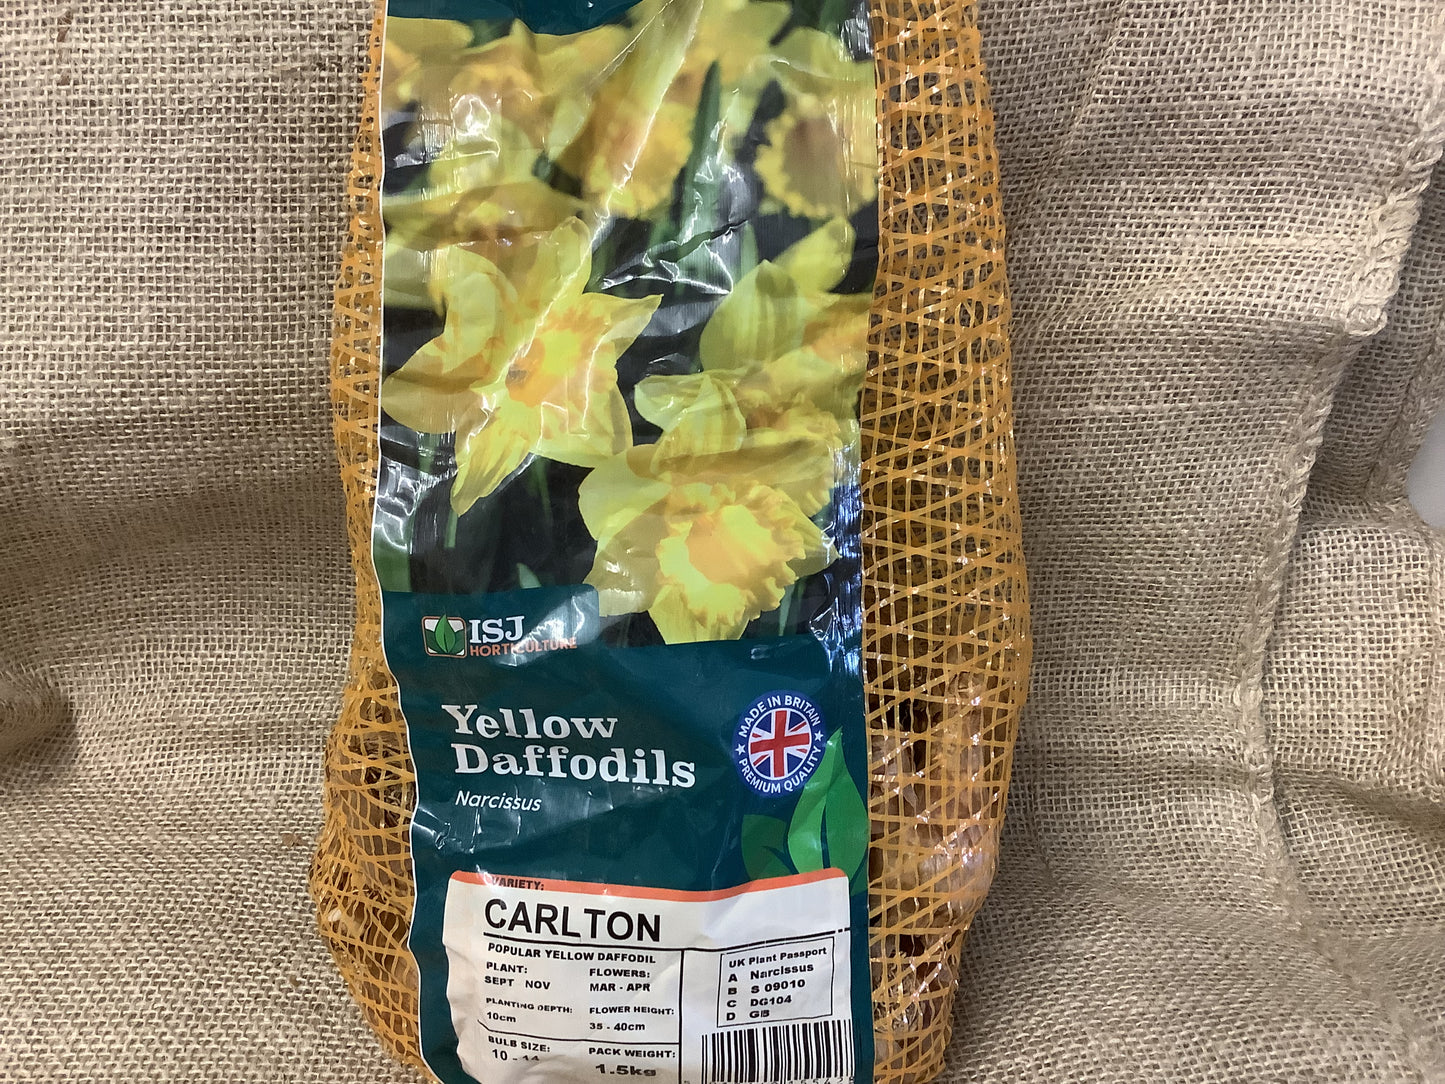 ISJ
HORTICULTURE
Yellow
Daffodils
Narcissus
MADE IN BRITAIN
PREMIUM QUALITY
VARIETY:
CARLTON
POPULAR YELLOW DAFFODIL
PLANT:
SEPT NOV
FLOWERS:
MAR - APR
PLANTING DEPTH:
10cm
FLOWER HEIGHT:
35 - 40cm
BULB SIZE:
10 - 14
PACK WEIGHT:
1.5kg
UK Plant Passport
A Narcissus
B S 09010
C DG104
D GB